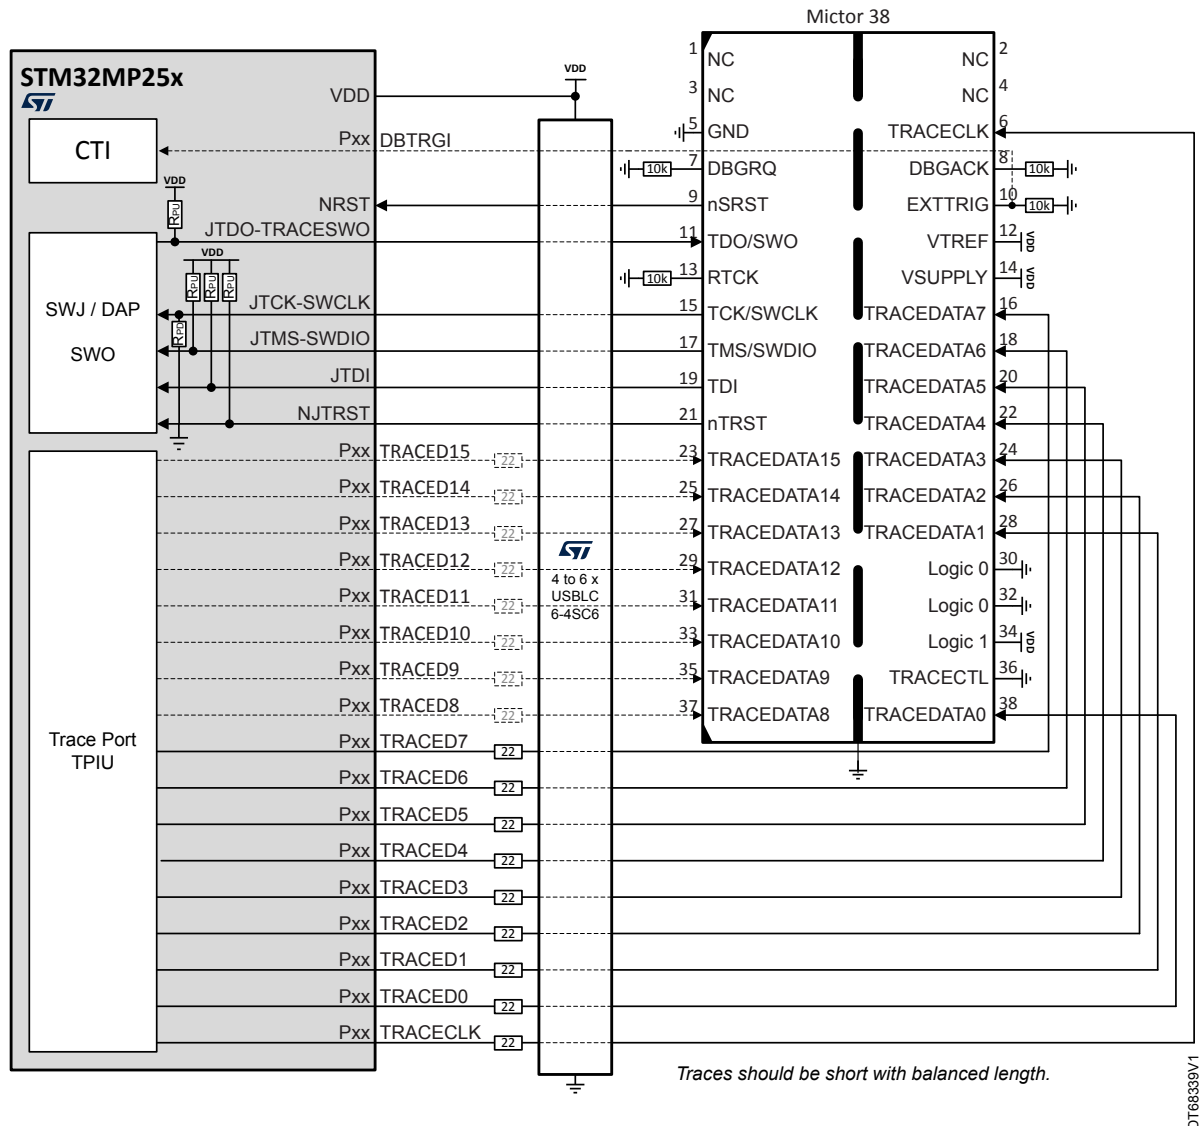 Mictor 38
STM32MP25x
VDD
VDD
1 NC
NC 2
3 NC
NC 4
CTI
Pxx DBTRGI
5 GND
TRACECLK 6
10k 7 DBGRQ
DBGACK 8 10k
VDD
RPU
NRST
9 nSRST
EXTTRIG 10 10k
JTDO-TRACESWO
11 TDO/SWO
VTREF 12 VDD
VDD
RPU RPU RPU
10k 13 RTCK
VSUPPLY 14 VDD
SWJ / DAP
SWO
JTCK-SWCLK
RPD
15 TCK/SWCLK
TRACEDATA7 16
JTMS-SWDIO
17 TMS/SWDIO
TRACEDATA6 18
JTDI
19 TDI
TRACEDATA5 20
NJTRST
21 nTRST
TRACEDATA4 22
Pxx TRACED15 22
23 TRACEDATA15
TRACEDATA3 24
Pxx TRACED14 22
25 TRACEDATA14
TRACEDATA2 26
Pxx TRACED13 22
27 TRACEDATA13
TRACEDATA1 28
Pxx TRACED12 22
29 TRACEDATA12
Logic 0 30
4 to 6 x
USBLC
6-4SC6
Pxx TRACED11 22
31 TRACEDATA11
Logic 0 32
Pxx TRACED10 22
33 TRACEDATA10
Logic 1 34 VDD
Pxx TRACED9 22
35 TRACEDATA9
TRACECTL 36
Pxx TRACED8 22
37 TRACEDATA8
TRACEDATA0 38
Trace Port
TPIU
Pxx TRACED7 22
Pxx TRACED6 22
Pxx TRACED5 22
Pxx TRACED4 22
Pxx TRACED3 22
Pxx TRACED2 22
Pxx TRACED1 22
Pxx TRACED0 22
Pxx TRACECLK 22
Traces should be short with balanced length.
DT68339V1